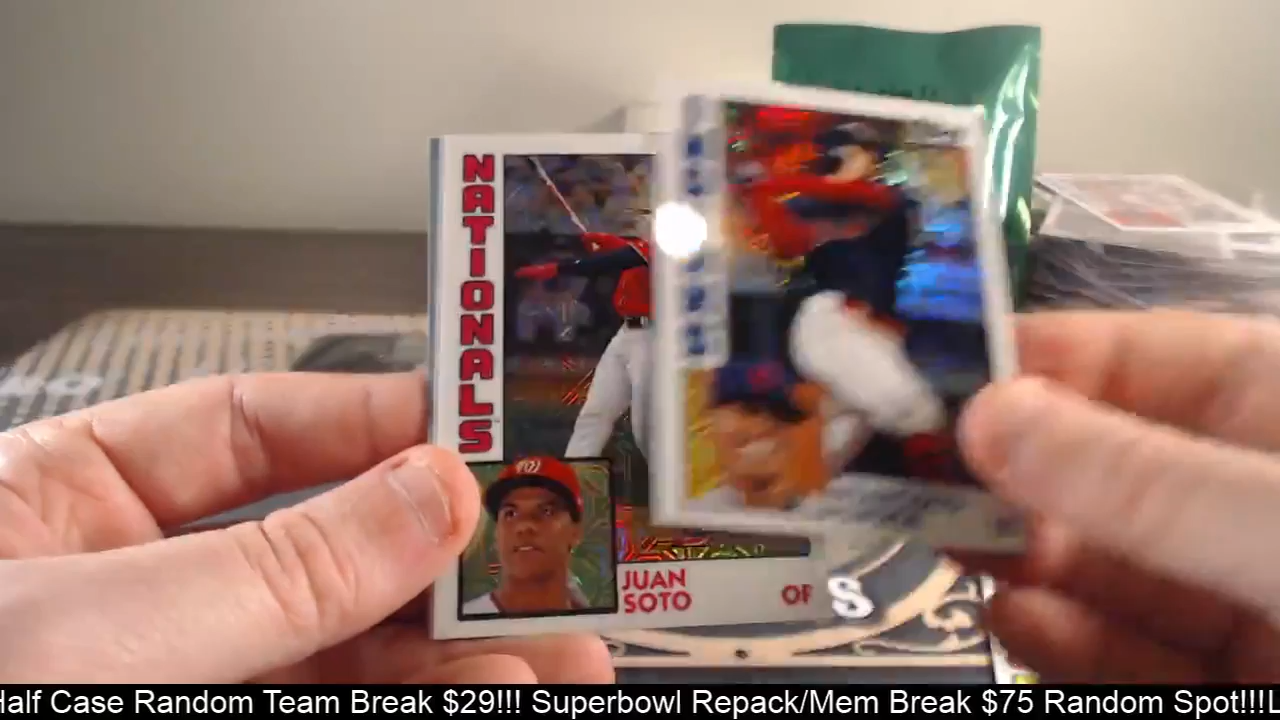 NATIONALS
JUAN
SOTO
OF
S
Half Case Random Team Break $29!!! Superbowl Repack/Mem Break $75 Random Spot!!!L